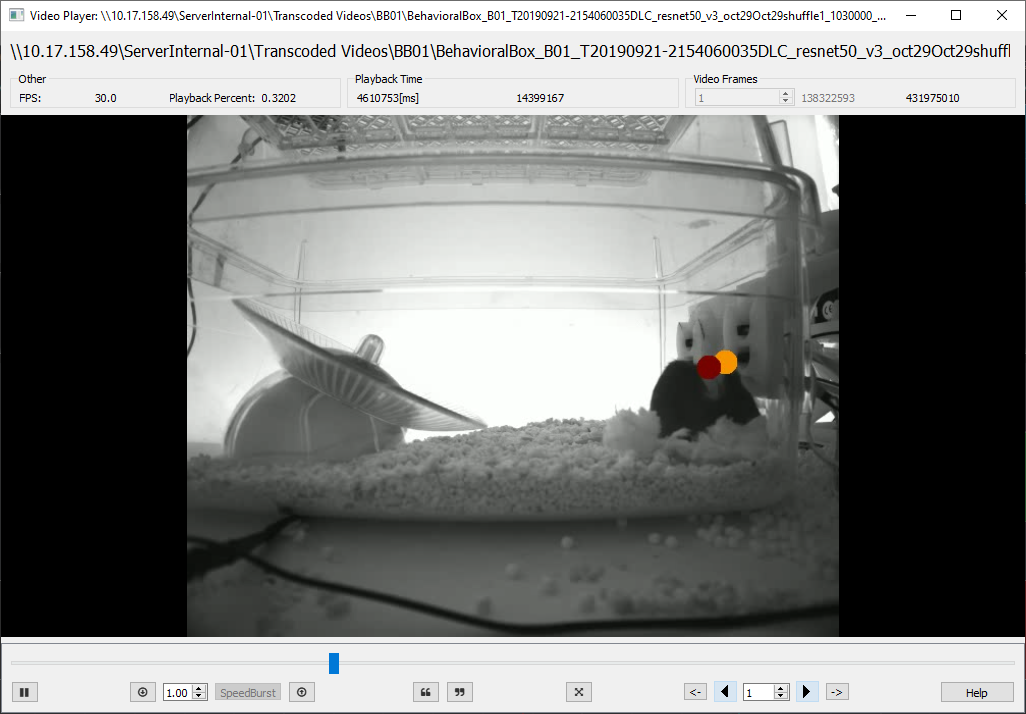 Video Player: \\10.17.158.49\ServerInternal-01\Transcoded Videos\BB01\BehavioralBox_B01_T20190921-2154060035DLC_resnet50_v3_oct29Oct29shuffle1_1030000_...
\\10.17.158.49\ServerInternal-01\Transcoded Videos\BB01\BehavioralBox_B01_T20190921-2154060035DLC_resnet50_v3_oct29Oct29shuffl
Other
Playback Time
Video Frames
FPS: 30.0 Playback Percent: 0.3202
4610753[ms] 14399167
1 138322593 431975010
1.00 SpeedBurst <- 1 -> Help